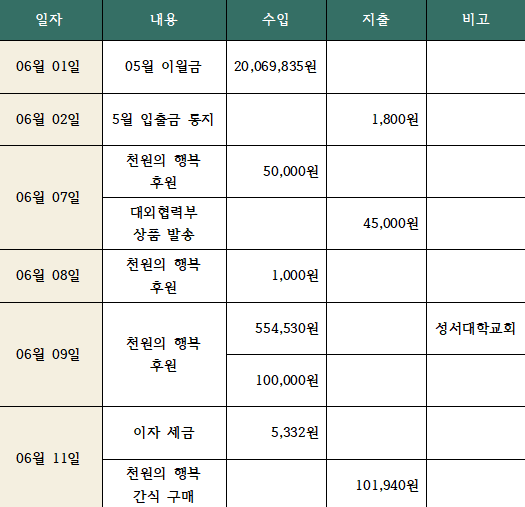 일자 내용 수입 지출 비고
06월 01일 05월 이월금 20,069,835원
06월 02일 5월 입출금 통지 1,800원
06월 07일
천원의 행복
후원
50,000원
대외협력부
상품 발송
45,000원
06월 08일
천원의 행복
후원
1,000원
06월 09일
천원의 행복
후원
554,530원 성서대학교회
100,000원
06월 11일
이자 세금 5,332원
천원의 행복
간식 구매
101,940원